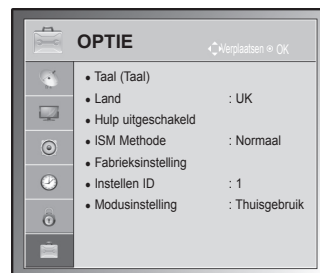 OPTIE
Verplaatsen OK
• Taal (Taal)
• Land : UK
• Hulp uitgeschakeld
• ISM Methode : Normaal
• Fabrieksinstelling
• Instellen ID : 1
• Modusinstelling : Thuisgebruik